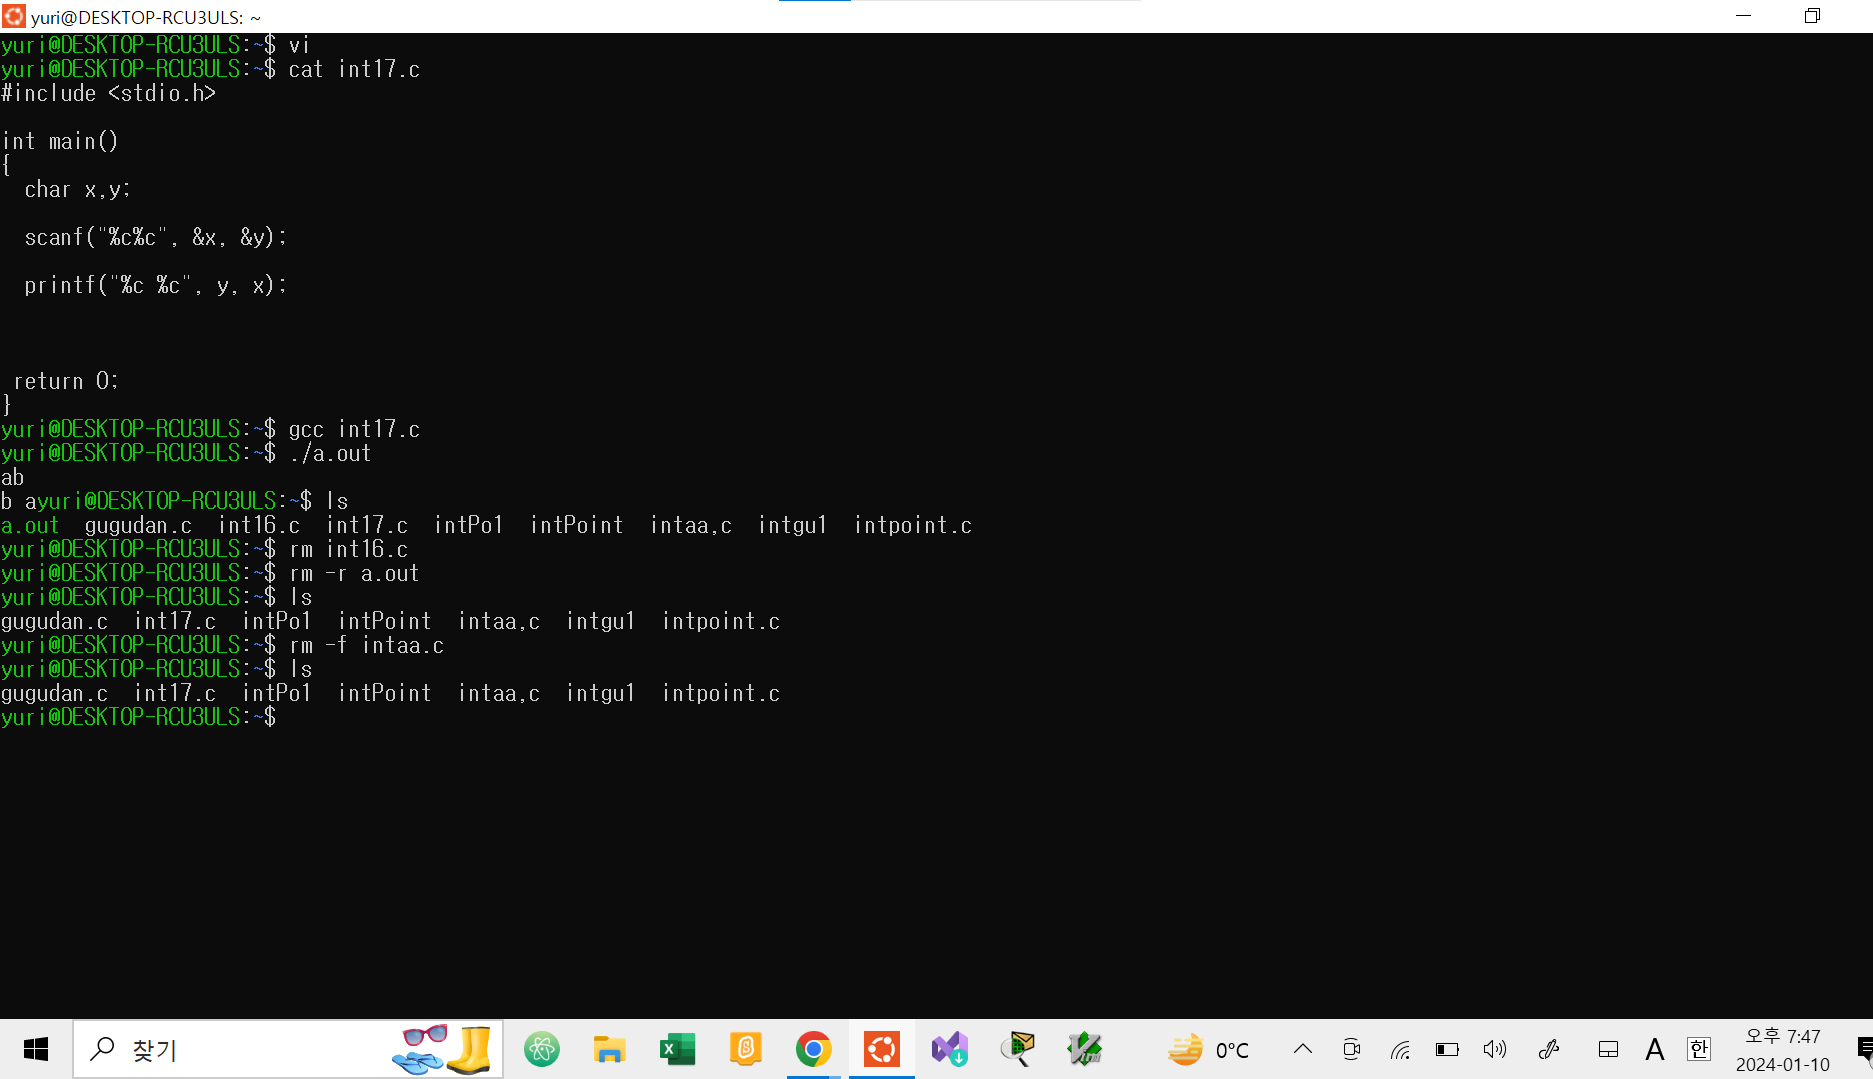 yuri@DESKTOP-RCU3ULS: ~
yuri@DESKTOP-RCU3ULS:~$ vi
yuri@DESKTOP-RCU3ULS:~$ cat int17.c
#include <stdio.h>
int main()
{
char x,y;
scanf("%c%c", &x, &y);
printf("%c %c", y, x);
return 0;
}
yuri@DESKTOP-RCU3ULS:~$ gcc int17.c
yuri@DESKTOP-RCU3ULS:~$ ./a.out
ab
b ayuri@DESKTOP-RCU3ULS:~$ ls
a.out gugudan.c int16.c int17.c intPo1 intPoint intaa,c intgu1 intpoint.c
yuri@DESKTOP-RCU3ULS:~$ rm int16.c
yuri@DESKTOP-RCU3ULS:~$ rm -r a.out
yuri@DESKTOP-RCU3ULS:~$ ls
gugudan.c int17.c intPo1 intPoint intaa,c intgu1 intpoint.c
yuri@DESKTOP-RCU3ULS:~$ rm -f intaa.c
yuri@DESKTOP-RCU3ULS:~$ ls
gugudan.c int17.c intPo1 intPoint intaa,c intgu1 intpoint.c
yuri@DESKTOP-RCU3ULS:~$
찾기
0°C
A
한
오후 7:47
2024-01-10